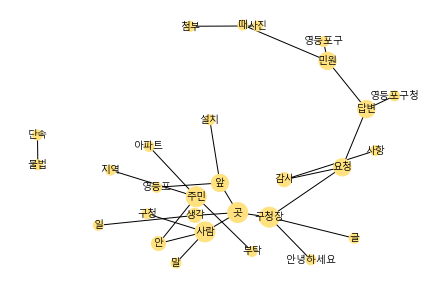 첨부
때
사진
영등포구
민원
영등포구청
답변
설치
단속
불법
아파트
사항
지역
요청
감사
영등포
앞
주민
구청
생각
곳
구청장
일
사람
글
안
부탁
말
안녕하세요